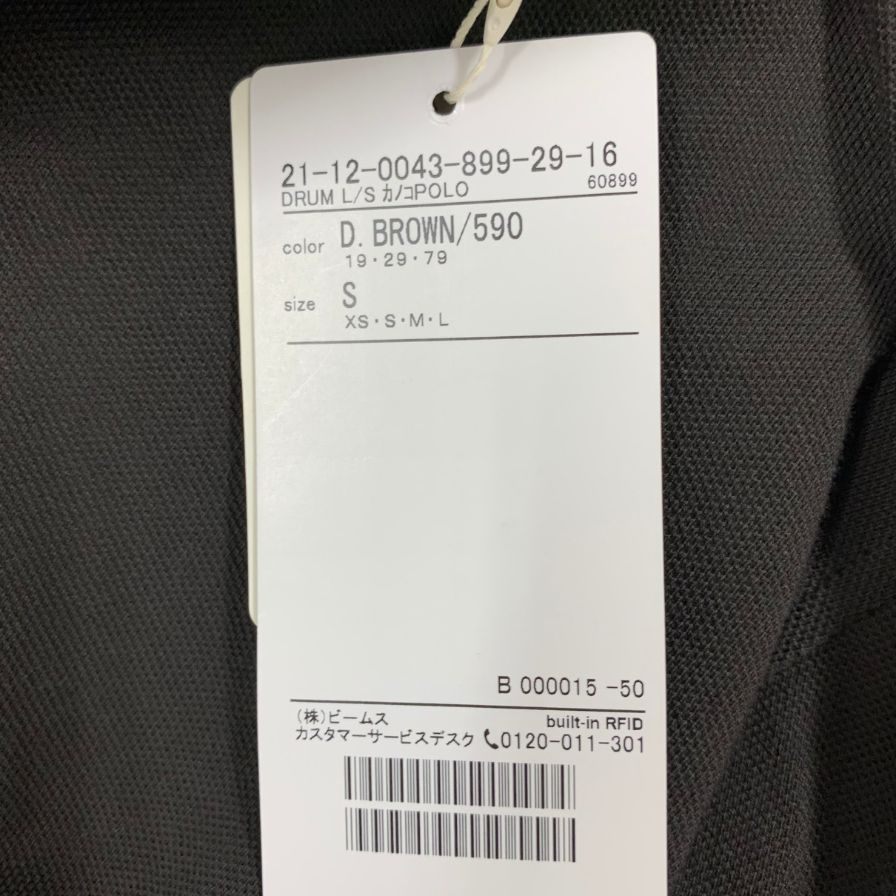 21-12-0043-899-29-16
DRUM L/S ｶﾉｺPOLO 60899
color D. BROWN/590
19・29・79
size S
XS・S・M・L
B 000015 -50
(株)ビームス built-in RFID
カスタマーサービスデスク 0120-011-301